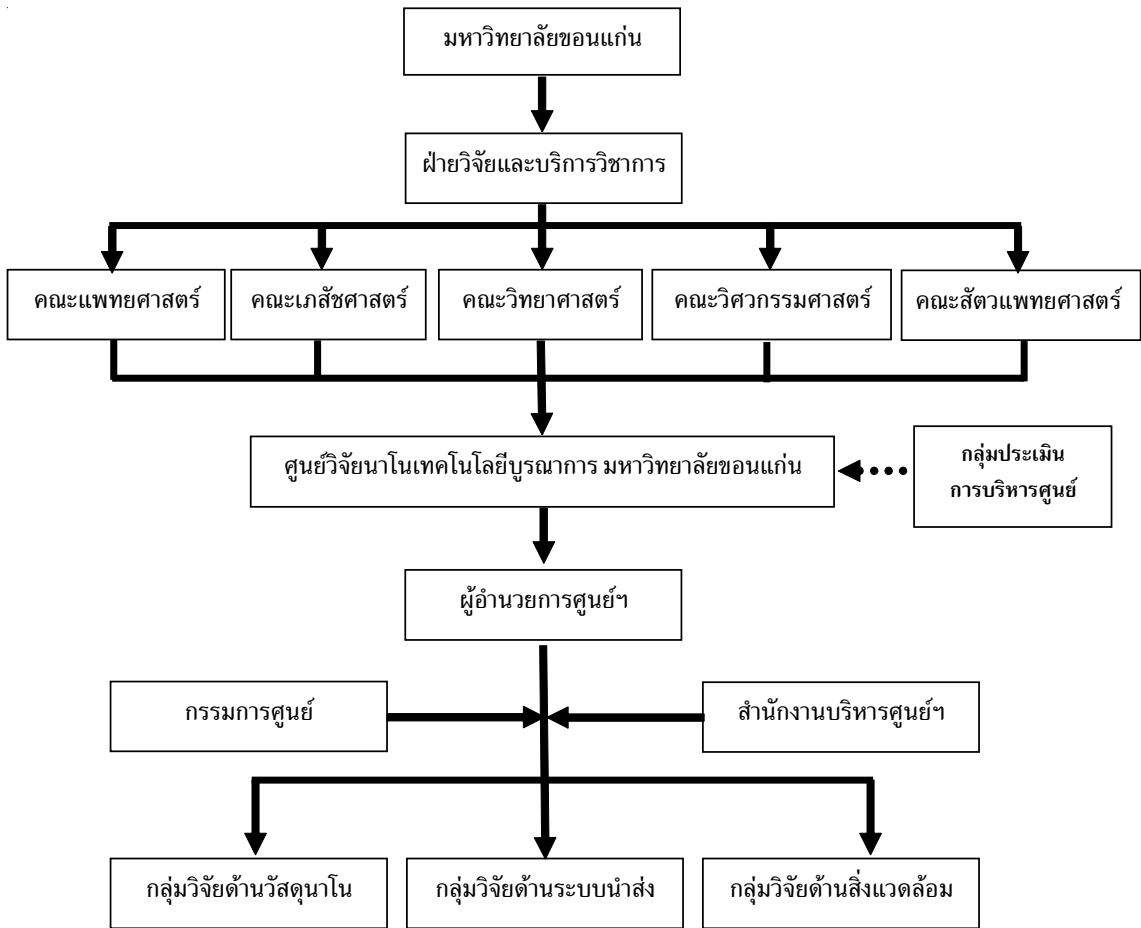 มหาวิทยาลัยขอนแก่น
ฝ่ายวิจัยและบริการวิชาการ
คณะแพทยศาสตร์
คณะเภสัชศาสตร์
คณะวิทยาศาสตร์
คณะวิศวกรรมศาสตร์
คณะสัตวแพทยศาสตร์
ศูนย์วิจัยนาโนเทคโนโลยีบูรณาการ มหาวิทยาลัยขอนแก่น
กลุ่มประเมิน
การบริหารศูนย์
ผู้อำนวยการศูนย์ฯ
กรรมการศูนย์
สำนักงานบริหารศูนย์ฯ
กลุ่มวิจัยด้านวัสดุนาโน
กลุ่มวิจัยด้านระบบนำส่ง
กลุ่มวิจัยด้านสิ่งแวดล้อม